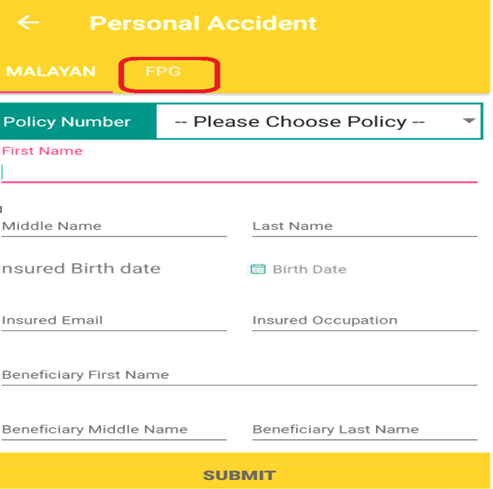 Personal Accident
MALAYAN FPG
Policy Number -- Please Choose Policy --
First Name
Middle Name Last Name
nsured Birth date Birth Date
Insured Email Insured Occupation
Beneficiary First Name
Beneficiary Middle Name Beneficiary Last Name
SUBMIT